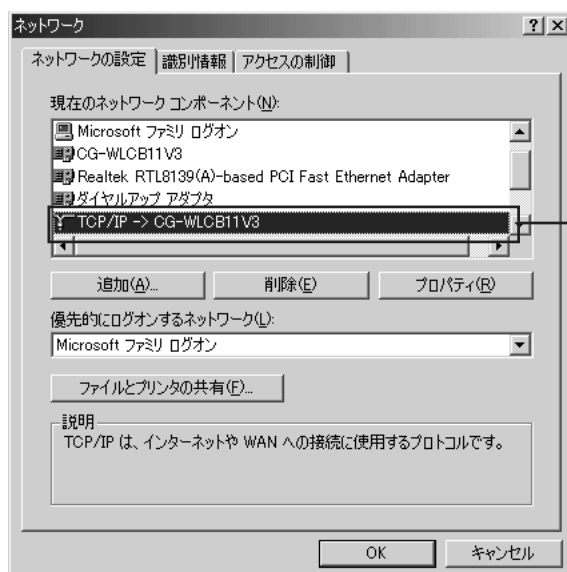 ネットワーク
ネットワークの設定 識別情報 アクセスの制御
現在のネットワーク コンポーネント(N):
Microsoft ファミリ ログオン
CG-WLCB11V3
Realtek RTL8139(A)-based PCI Fast Ethernet Adapter
ダイヤルアップ アダプタ
TCP/IP -> CG-WLCB11V3
追加(A)... 削除(E) プロパティ(R)
優先的にログオンするネットワーク(L):
Microsoft ファミリ ログオン
ファイルとプリンタの共有(F)...
説明
TCP/IP は、インターネットや WAN への接続に使用するプロトコルです。
OK キャンセル